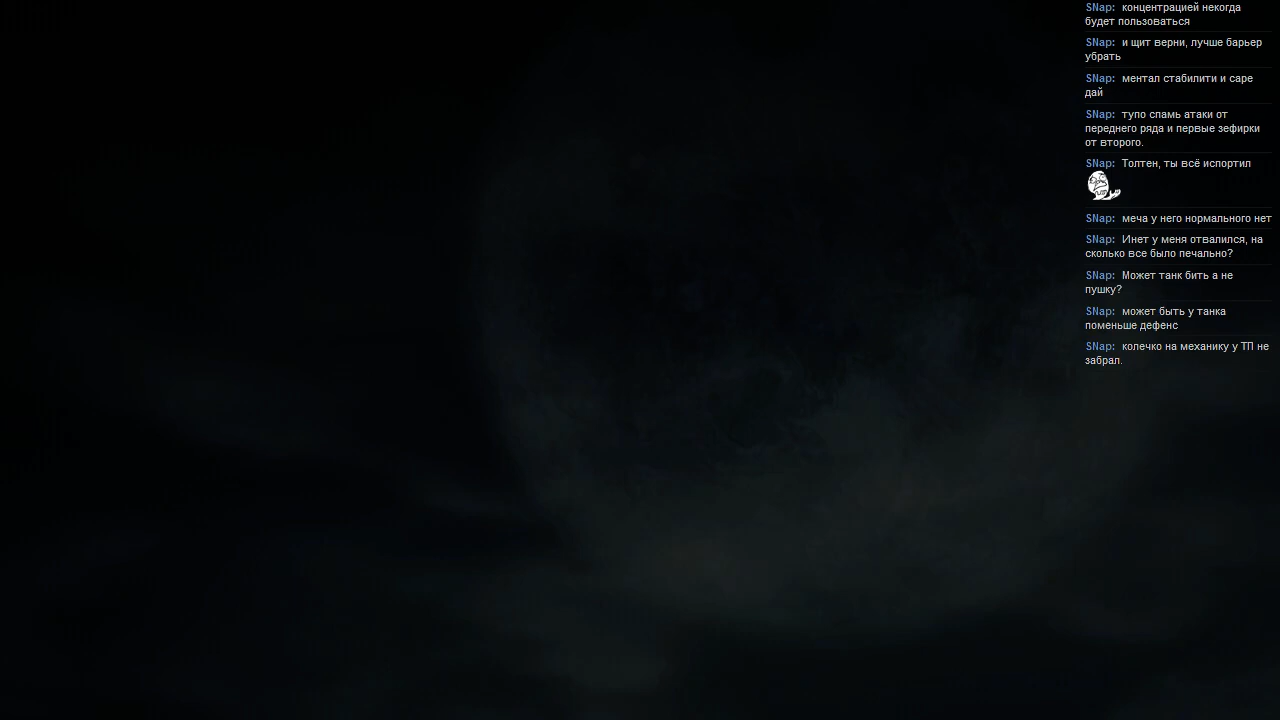 SNap: концентрацией некогда
будет пользоваться
SNap: и щит верни, лучше барьер
убрать
SNap: ментал стабилити и саре
дай
SNap: тупо спамь атаки от
переднего ряда и первые зефирки
от второго.
SNap: Толтен, ты всё испортил
SNap: меча у него нормального нет
SNap: Инет у меня отвалился, на
сколько все было печально?
SNap: Может танк бить а не
пушку?
SNap: может быть у танка
поменьше дефенс
SNap: колечко на механику у ТП не
забрал.